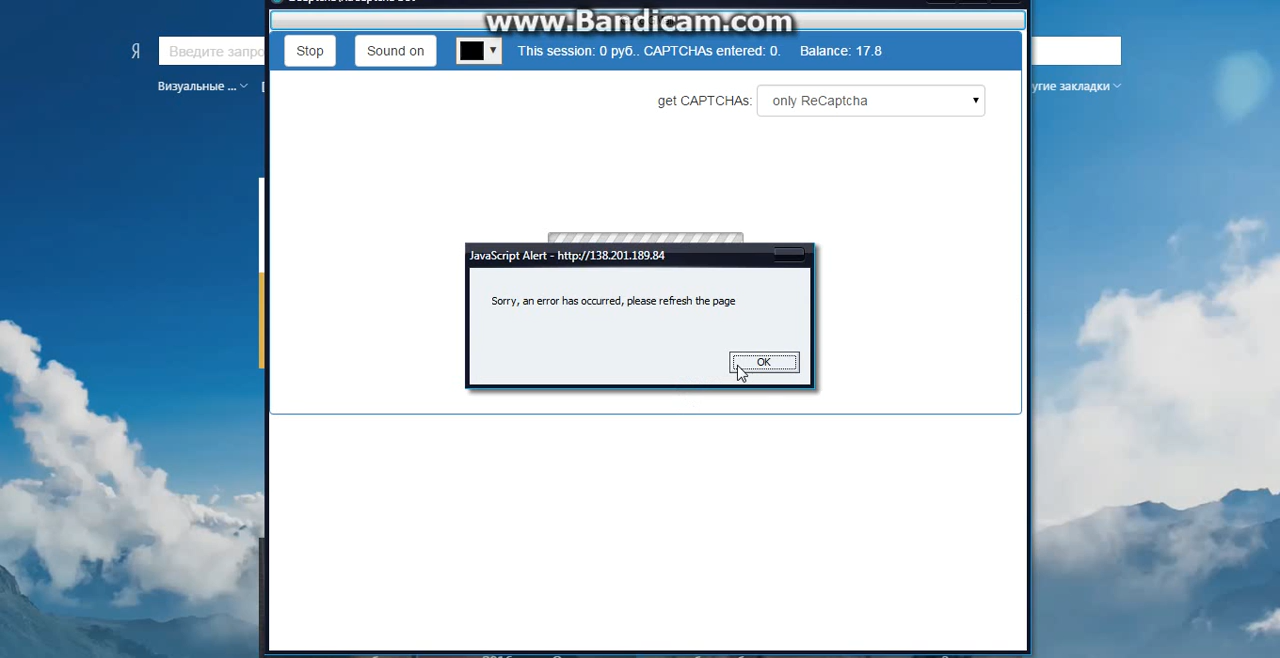 www.Bandicam.com
Я
Введите запро
Stop
Sound on
This session: 0 руб.. CAPTCHAs entered: 0.
Balance: 17.8
Визуальные ...
get CAPTCHAs:
only ReCaptcha
JavaScript Alert - http://138.201.189.84
Sorry, an error has occurred, please refresh the page
OK